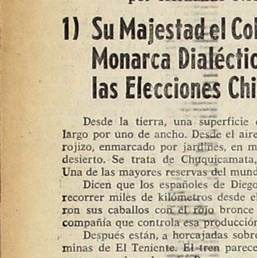 1) Su Majestad el
Monarca Dialéctic
las Elecciones Chi
Desde la tierra, una superficie
largo por uno de ancho. Desde el aire
rojizo, enmarcado por jardines, en m
desierto. Se trata de Chuquicamata,
Una de las mayores reservas del mund
Dicen que los españoles de Diego
recorrer miles de kilómetros desde e
ron sus caballos con el rojo bronce
compañía que controla esa producción
Después están, a horcajadas sobre
minas de El Teniente. El tren parece